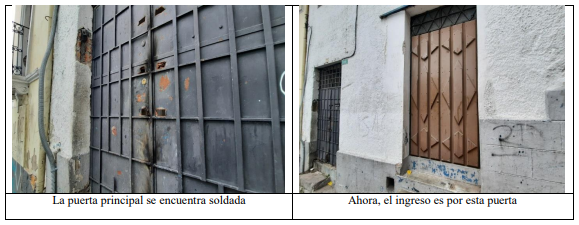 La puerta principal se encuentra soldada
Ahora, el ingreso es por esta puerta